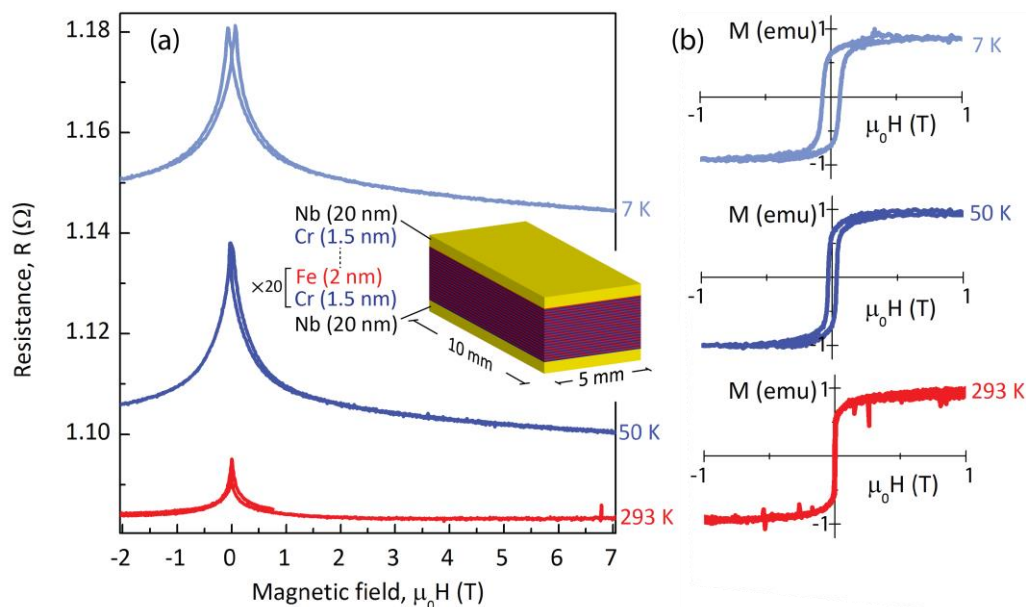 (a)
1.18
1.16
1.14
1.12
1.10
Resistance, R (Ω)
-2 -1 0 1 2 3 4 5 6 7
Magnetic field, μ₀H (T)
7 K
50 K
293 K
Nb (20 nm)
Cr (1.5 nm)
×20
Fe (2 nm)
Cr (1.5 nm)
Nb (20 nm)
10 mm
5 mm
(b)
M (emu) 1
7 K
-1 1
μ₀H (T)
-1
M (emu) 1
50 K
-1 1
μ₀H (T)
-1
M (emu) 1
293 K
-1 1
μ₀H (T)
-1